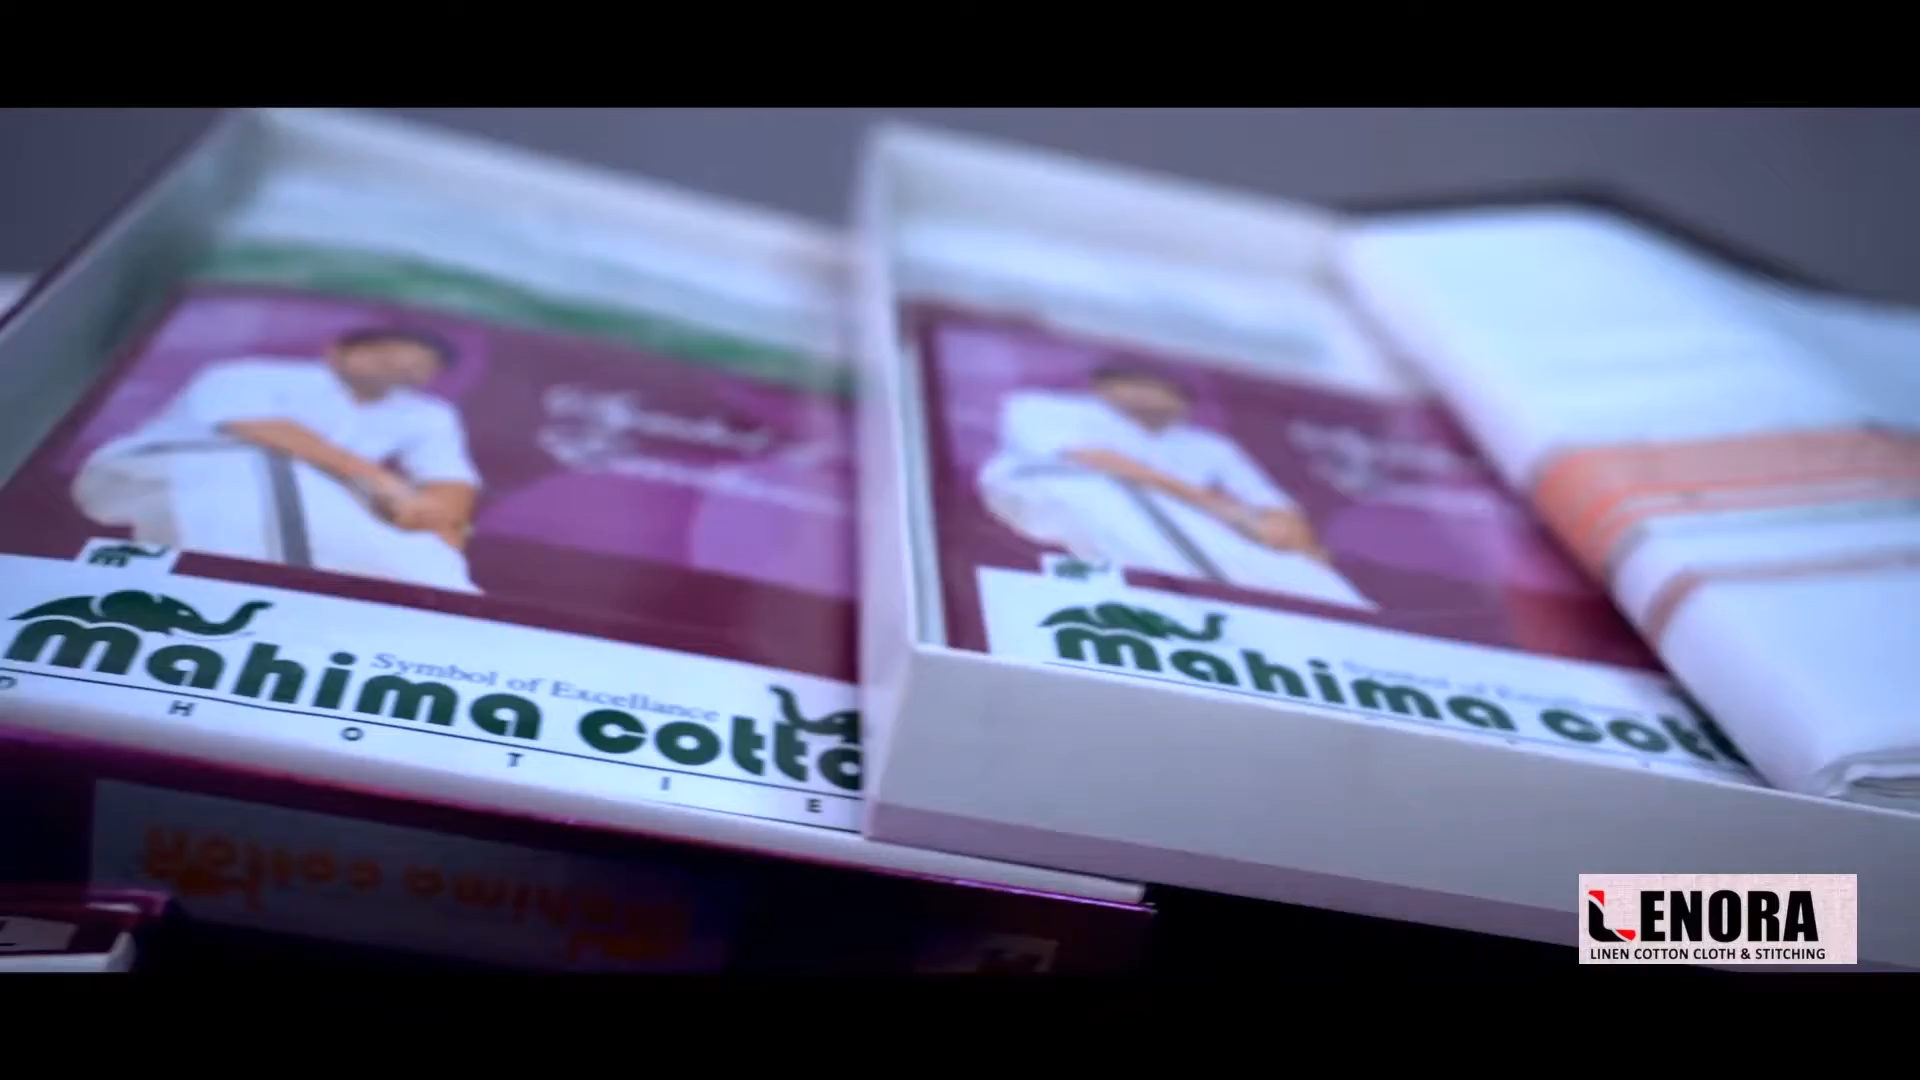 Symbol of Excellence
mahima cotto
D H O T I E
mahima cotton
Symbol of Excellence
mahima cott
LENORA
LINEN COTTON CLOTH & STITCHING